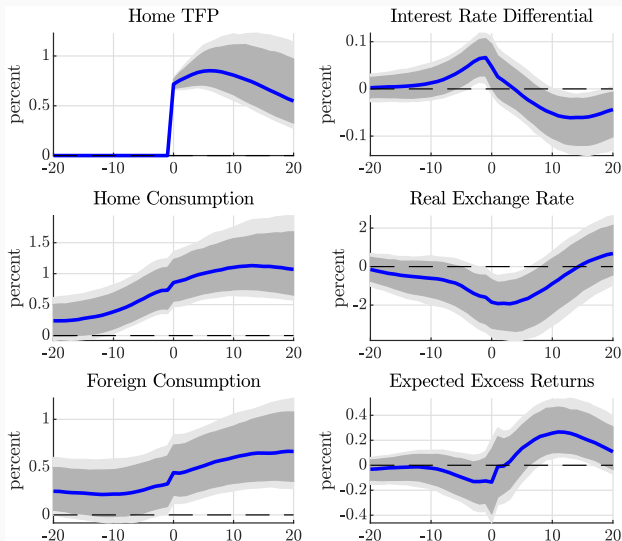 Home TFP
percent
1
0.5
0
-20 -10 0 10 20
Interest Rate Differential
percent
0.1
0
-0.1
-20 -10 0 10 20
Home Consumption
percent
1.5
1
0.5
0
-20 -10 0 10 20
Real Exchange Rate
percent
2
0
-2
-20 -10 0 10 20
Foreign Consumption
percent
1
0.5
0
-20 -10 0 10 20
Expected Excess Returns
percent
0.4
0.2
0
-0.2
-0.4
-20 -10 0 10 20